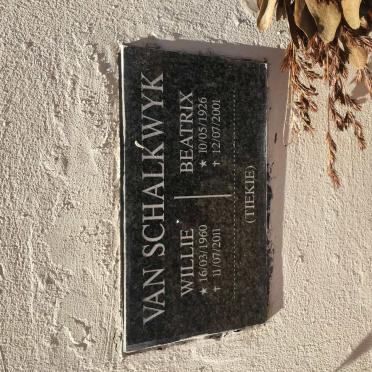 VAN SCHALKWYK
WILLIE
★ 16/03/1960
✝ 11/07/2011
BEATRIX
★ 10/05/1926
✝ 12/07/2001
(TIEKIE)